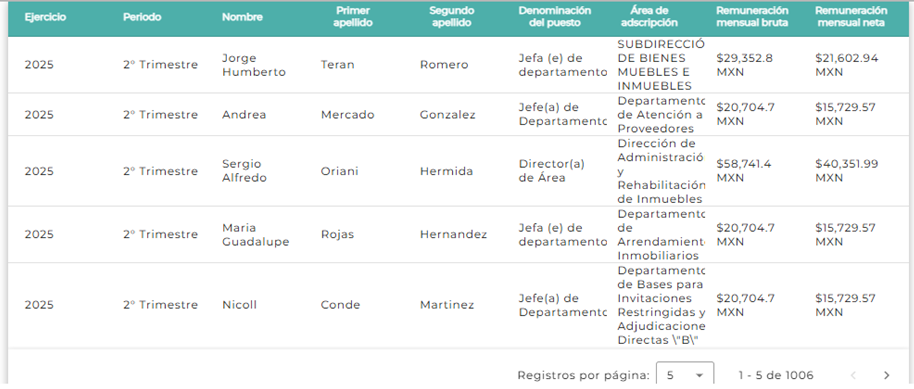 Ejercicio Periodo Nombre Primer apellido Segundo apellido Denominación del puesto Área de adscripción Remuneración mensual bruta Remuneración mensual neta
2025 2° Trimestre Jorge Humberto Teran Romero Jefa (e) de departamento SUBDIRECCIÓ DE BIENES MUEBLES E INMUEBLES $29,352.8 MXN $21,602.94 MXN
2025 2° Trimestre Andrea Mercado Gonzalez Jefe(a) de Departamento Departamento de Atención a Proveedores $20,704.7 MXN $15,729.57 MXN
2025 2° Trimestre Sergio Alfredo Oriani Hermida Director(a) de Área Dirección de Administració y Rehabilitación de Inmuebles $58,741.4 MXN $40,351.99 MXN
2025 2° Trimestre Maria Guadalupe Rojas Hernandez Jefa (e) de departamento Departamento de Arrendamiento Inmobiliarios $20,704.7 MXN $15,729.57 MXN
2025 2° Trimestre Nicoll Conde Martinez Jefe(a) de Departamento Departamento de Bases para Invitaciones Restringidas y Adjudicacione Directas \"B\" $20,704.7 MXN $15,729.57 MXN
Registros por página: 5 1 - 5 de 1006